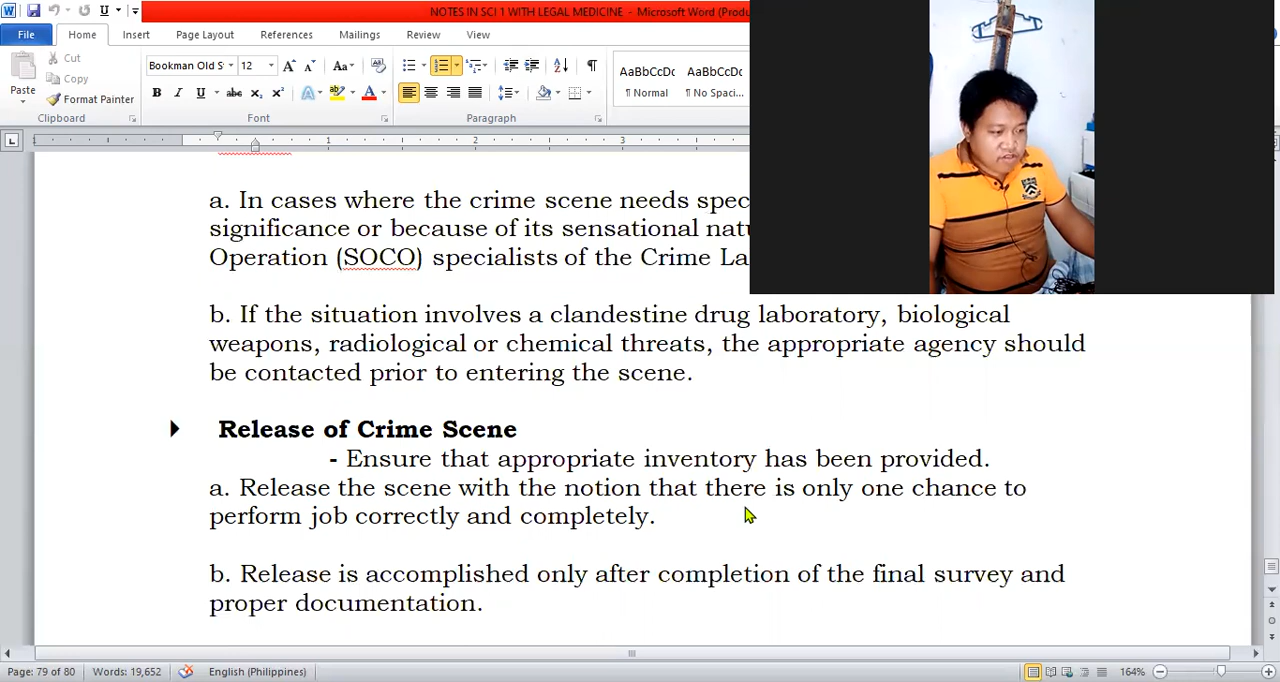 NOTES IN SCI 1 WITH LEGAL MEDICINE - Microsoft Word (Produ
File Home Insert Page Layout References Mailings Review View
Paste
Cut
Copy
Format Painter
Clipboard
Bookman Old S 12
Font
Paragraph
AaBbCcDc AaBbCcDc
¶ Normal ¶ No Spaci...
1 2 3
a. In cases where the crime scene needs spec
significance or because of its sensational natu
Operation (SOCO) specialists of the Crime La
b. If the situation involves a clandestine drug laboratory, biological
weapons, radiological or chemical threats, the appropriate agency should
be contacted prior to entering the scene.
Release of Crime Scene
- Ensure that appropriate inventory has been provided.
a. Release the scene with the notion that there is only one chance to
perform job correctly and completely.
b. Release is accomplished only after completion of the final survey and
proper documentation.
Page: 79 of 80 Words: 19,652 English (Philippines) 164%